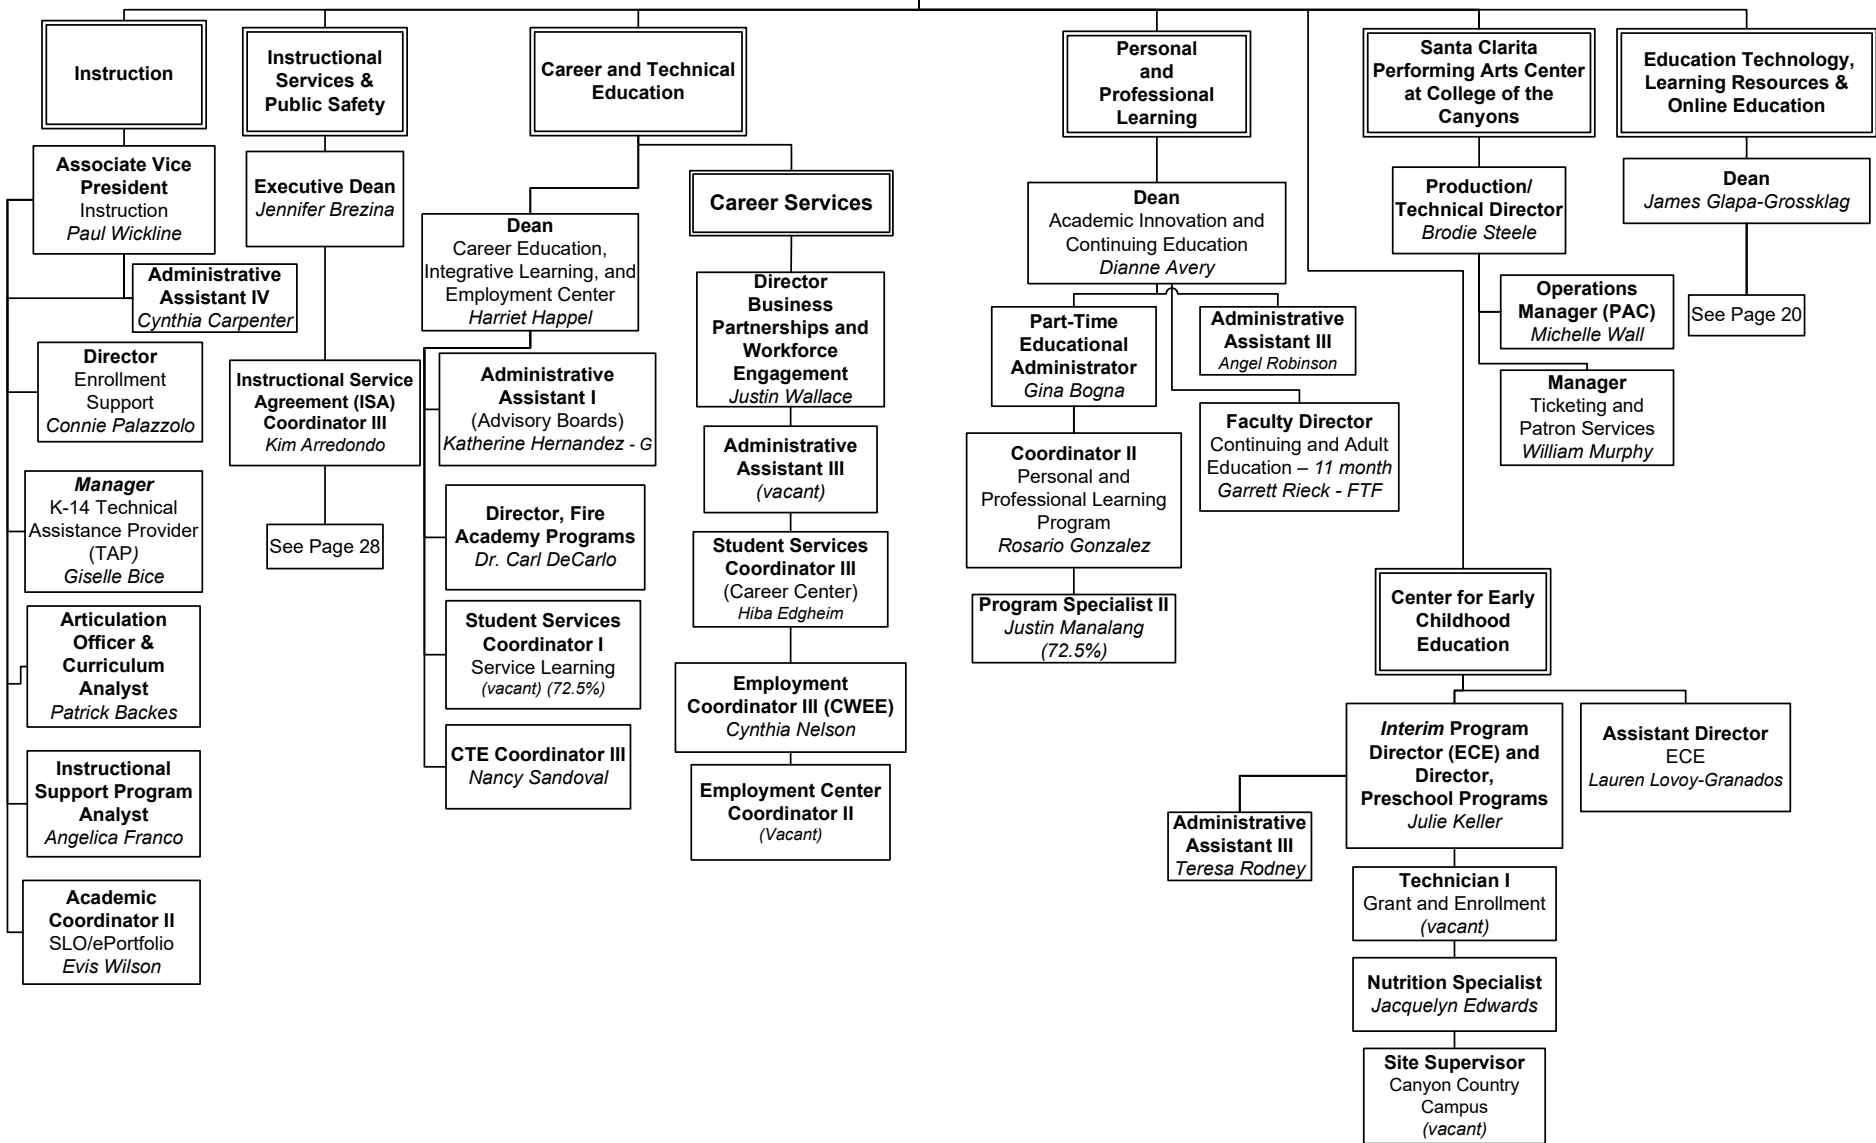 Instruction
Associate Vice
President
Instruction
Paul Wickline
Administrative
Assistant IV
Cynthia Carpenter
Director
Enrollment
Support
Connie Palazzolo
Manager
K-14 Technical
Assistance Provider
(TAP)
Giselle Bice
Articulation
Officer &
Curriculum
Analyst
Patrick Backes
Instructional
Support Program
Analyst
Angelica Franco
Academic
Coordinator II
SLO/ePortfolio
Evis Wilson
Instructional
Services &
Public Safety
Executive Dean
Jennifer Brezina
Instructional Service
Agreement (ISA)
Coordinator III
Kim Arredondo
See Page 28
Career and Technical
Education
Dean
Career Education,
Integrative Learning, and
Employment Center
Harriet Happel
Administrative
Assistant I
(Advisory Boards)
Katherine Hernandez - G
Director, Fire
Academy Programs
Dr. Carl DeCarlo
Student Services
Coordinator I
Service Learning
(vacant) (72.5%)
CTE Coordinator III
Nancy Sandoval
Career Services
Director
Business
Partnerships and
Workforce
Engagement
Justin Wallace
Administrative
Assistant III
(vacant)
Student Services
Coordinator III
(Career Center)
Hiba Edgheim
Employment
Coordinator III (CWEE)
Cynthia Nelson
Employment Center
Coordinator II
(Vacant)
Personal
and
Professional
Learning
Dean
Academic Innovation and
Continuing Education
Dianne Avery
Part-Time
Educational
Administrator
Gina Bogna
Coordinator II
Personal and
Professional Learning
Program
Rosario Gonzalez
Program Specialist II
Justin Manalang
(72.5%)
Administrative
Assistant III
Angel Robinson
Faculty Director
Continuing and Adult
Education – 11 month
Garrett Rieck - FTF
Santa Clarita
Performing Arts Center
at College of the
Canyons
Production/
Technical Director
Brodie Steele
Operations
Manager (PAC)
Michelle Wall
Manager
Ticketing and
Patron Services
William Murphy
Education Technology,
Learning Resources &
Online Education
Dean
James Glapa-Grossklag
See Page 20
Center for Early
Childhood
Education
Interim Program
Director (ECE) and
Director,
Preschool Programs
Julie Keller
Assistant Director
ECE
Lauren Lovoy-Granados
Administrative
Assistant III
Teresa Rodney
Technician I
Grant and Enrollment
(vacant)
Nutrition Specialist
Jacquelyn Edwards
Site Supervisor
Canyon Country
Campus
(vacant)